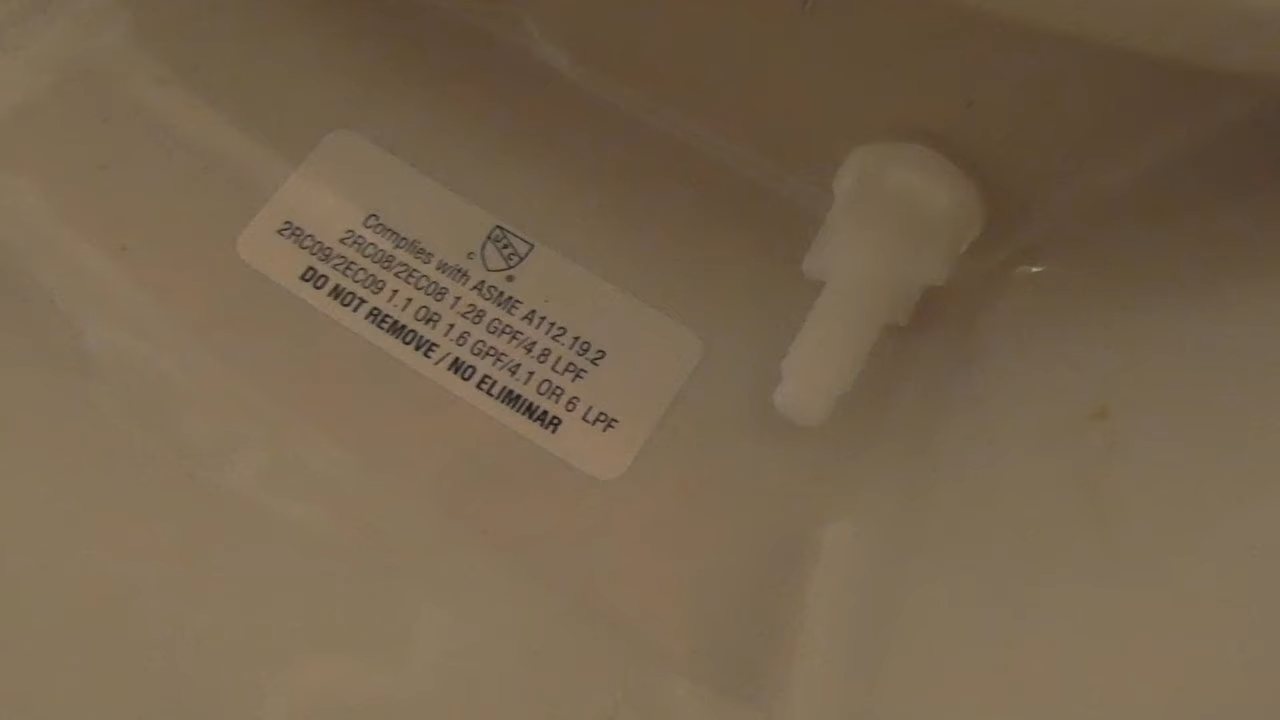 c UPC ®
Complies with ASME A112.19.2
2RC08/2EC08 1.28 GPF/4.8 LPF
2RC09/2EC09 1.1 OR 1.6 GPF/4.1 OR 6 LPF
DO NOT REMOVE / NO ELIMINAR